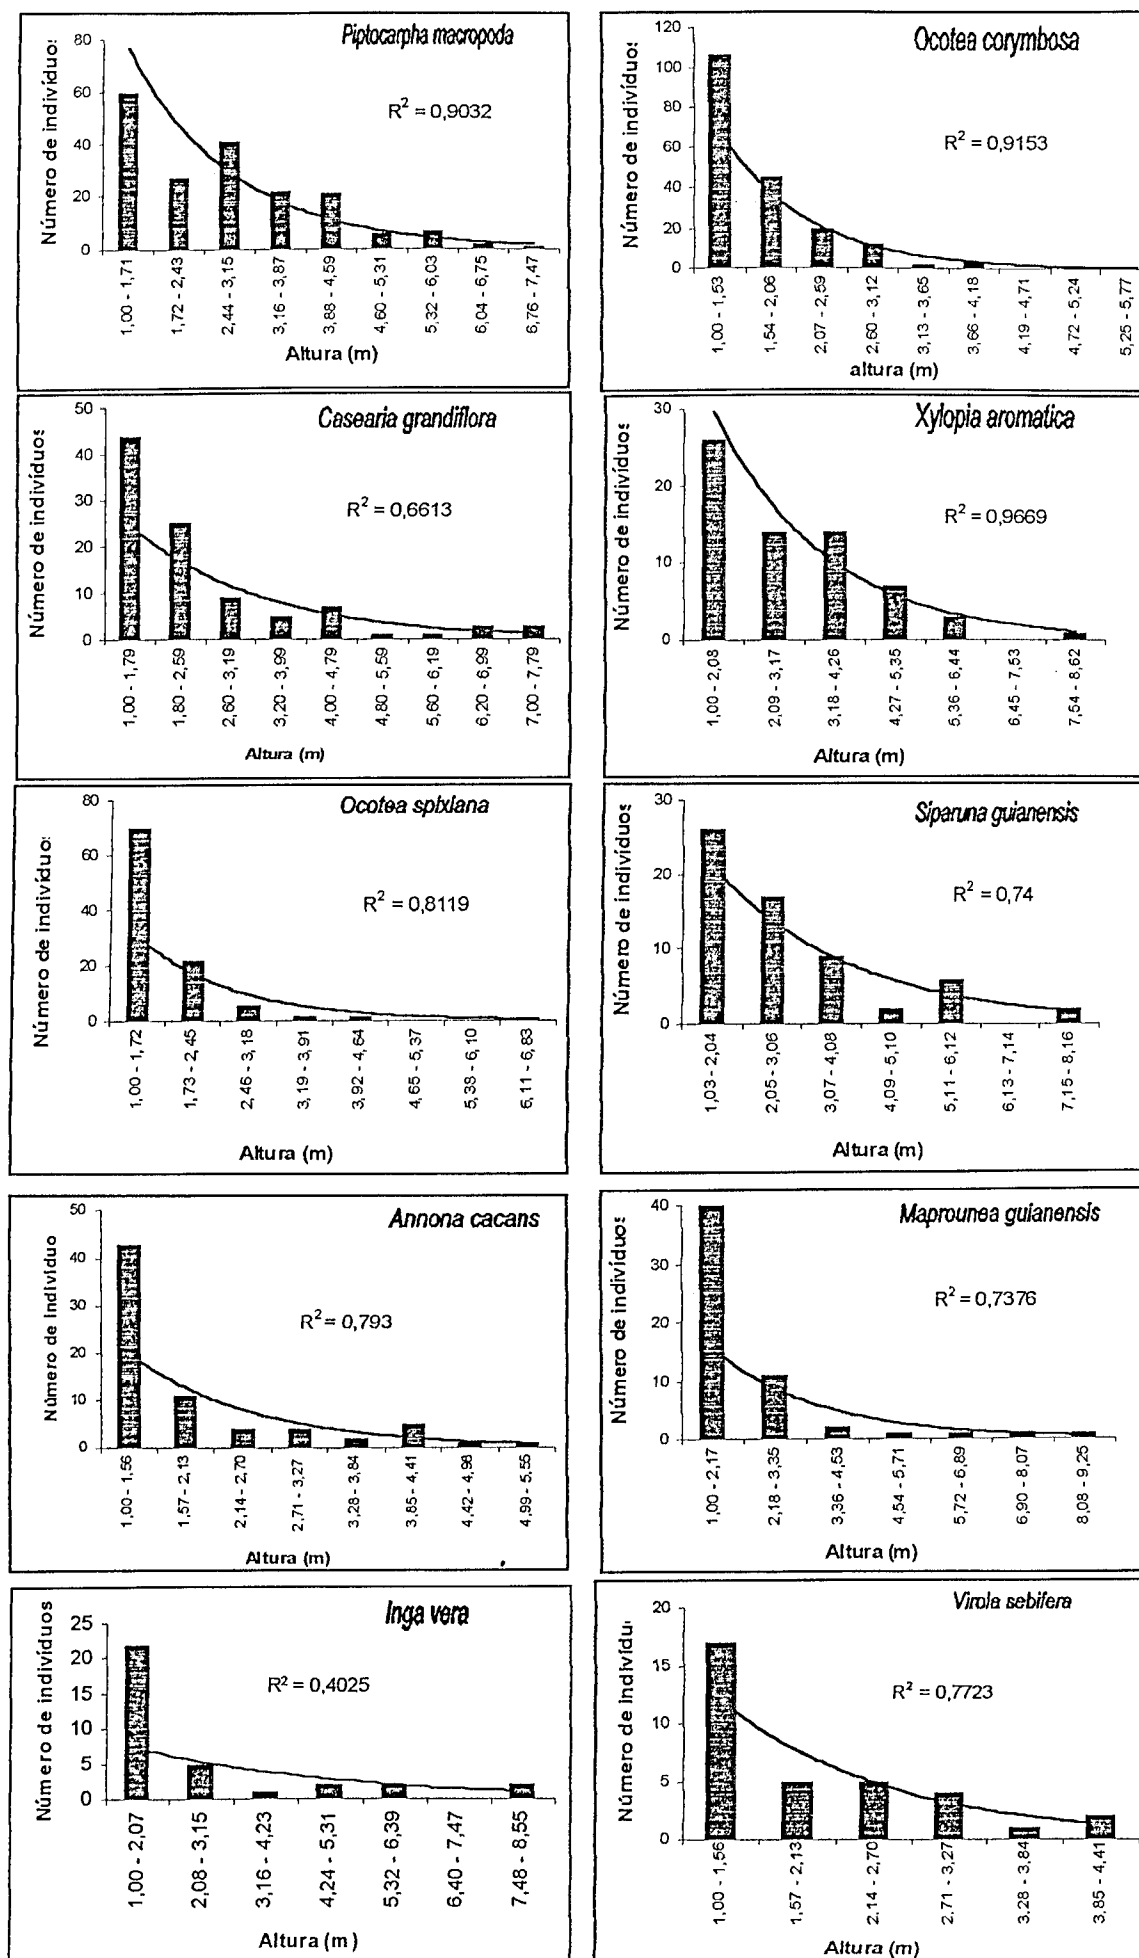 Piptocarpha macropoda
Número de indivíduos
80
60
40
20
0
R² = 0,9032
1,00 - 1,71
1,72 - 2,43
2,44 - 3,15
3,16 - 3,87
3,88 - 4,59
4,60 - 5,31
5,32 - 6,03
6,04 - 6,75
6,76 - 7,47
Altura (m)
Ocotea corymbosa
Número de indivíduos
120
100
80
60
40
20
0
R² = 0,9153
1,00 - 1,53
1,54 - 2,06
2,07 - 2,59
2,60 - 3,12
3,13 - 3,65
3,66 - 4,18
4,19 - 4,71
4,72 - 5,24
5,25 - 5,77
altura (m)
Casearia grandiflora
Número de indivíduos
50
40
30
20
10
0
R² = 0,6613
1,00 - 1,79
1,80 - 2,59
2,60 - 3,19
3,20 - 3,99
4,00 - 4,79
4,80 - 5,59
5,60 - 6,19
6,20 - 6,99
7,00 - 7,79
Altura (m)
Xylopia aromatica
Número de indivíduos
30
20
10
0
R² = 0,9669
1,00 - 2,08
2,09 - 3,17
3,18 - 4,26
4,27 - 5,35
5,36 - 6,44
6,45 - 7,53
7,54 - 8,62
Altura (m)
Ocotea spixiana
Número de indivíduo
80
60
40
20
0
R² = 0,8119
1,00 - 1,72
1,73 - 2,45
2,46 - 3,18
3,19 - 3,91
3,92 - 4,64
4,65 - 5,37
5,38 - 6,10
6,11 - 6,83
Altura (m)
Siparuna guianensis
Número de indivíduos
30
20
10
0
R² = 0,74
1,03 - 2,04
2,05 - 3,06
3,07 - 4,08
4,09 - 5,10
5,11 - 6,12
6,13 - 7,14
7,15 - 8,16
Altura (m)
Annona cacans
Número de indivíduo
50
40
30
20
10
0
R² = 0,793
1,00 - 1,56
1,57 - 2,13
2,14 - 2,70
2,71 - 3,27
3,28 - 3,84
3,85 - 4,41
4,42 - 4,98
4,99 - 5,55
Altura (m)
Maprounea guianensis
Número de indivíduos
40
30
20
10
0
R² = 0,7376
1,00 - 2,17
2,18 - 3,35
3,36 - 4,53
4,54 - 5,71
5,72 - 6,89
6,90 - 8,07
8,08 - 9,25
Altura (m)
Inga vera
Número de indivíduos
25
20
15
10
5
0
R² = 0,4025
1,00 - 2,07
2,08 - 3,15
3,16 - 4,23
4,24 - 5,31
5,32 - 6,39
6,40 - 7,47
7,48 - 8,55
Altura (m)
Virola sebifera
Número de indivídu
20
15
10
5
0
R² = 0,7723
1,00 - 1,56
1,57 - 2,13
2,14 - 2,70
2,71 - 3,27
3,28 - 3,84
3,85 - 4,41
Altura (m)